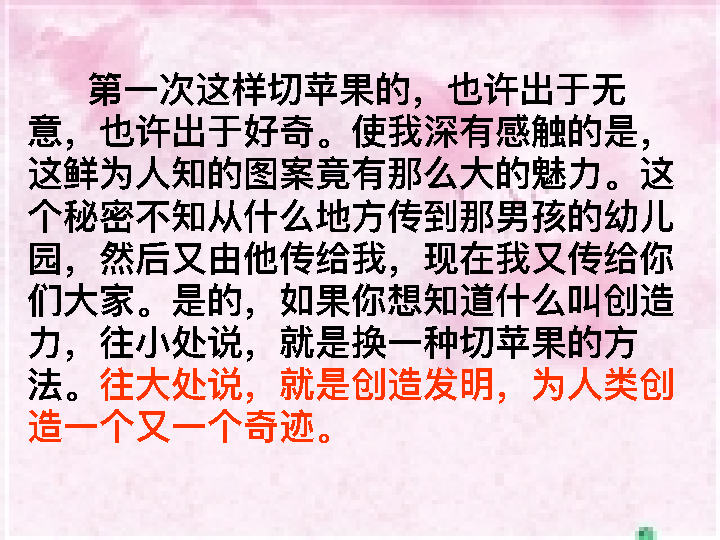 第一次这样切苹果的，也许出于无
意，也许出于好奇。使我深有感触的是，
这鲜为人知的图案竟有那么大的魅力。这
个秘密不知从什么地方传到那男孩的幼儿
园，然后又由他传给我，现在我又传给你
们大家。是的，如果你想知道什么叫创造
力，往小处说，就是换一种切苹果的方
法。往大处说，就是创造发明，为人类创
造一个又一个奇迹。